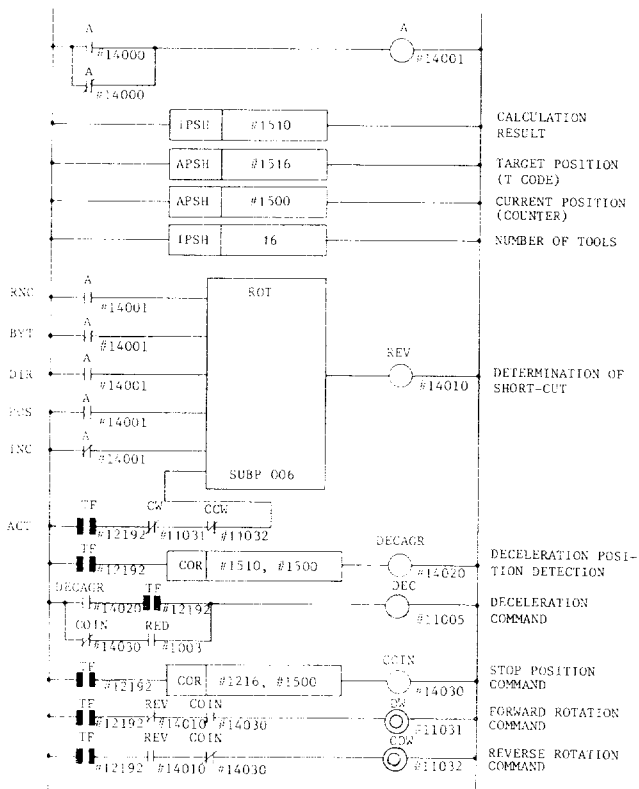 A A
#14000 #14001
A
#14000
IPSH #1510 CALCULATION RESULT
APSH #1516 TARGET POSITION (T CODE)
APSH #1500 CURRENT POSITION (COUNTER)
IPSH 16 NUMBER OF TOOLS
RNC A ROT
#14001
BYT A
#14001
REV
DIR A
#14001 #14010 DETERMINATION OF SHORT-CUT
POS A
#14001
INC A
#14001
SUBP 006
ACT TF CW CCW
#12192 #11031 #11032
TF DECAGR
#12192 COR #1510, #1500 #14020 DECELERATION POSI-TION DETECTION
DECAGR TF DEC
#14020 #12192 #11005 DECELERATION COMMAND
COIN RED
#14030 #1003
TF COIN
#12192 COR #1216, #1500 #14030 STOP POSITION COMMAND
TF REV COIN CW
#12192 #14010 #14030 #11031 FORWARD ROTATION COMMAND
TF REV COIN CCW
#12192 #14010 #14030 #11032 REVERSE ROTATION COMMAND